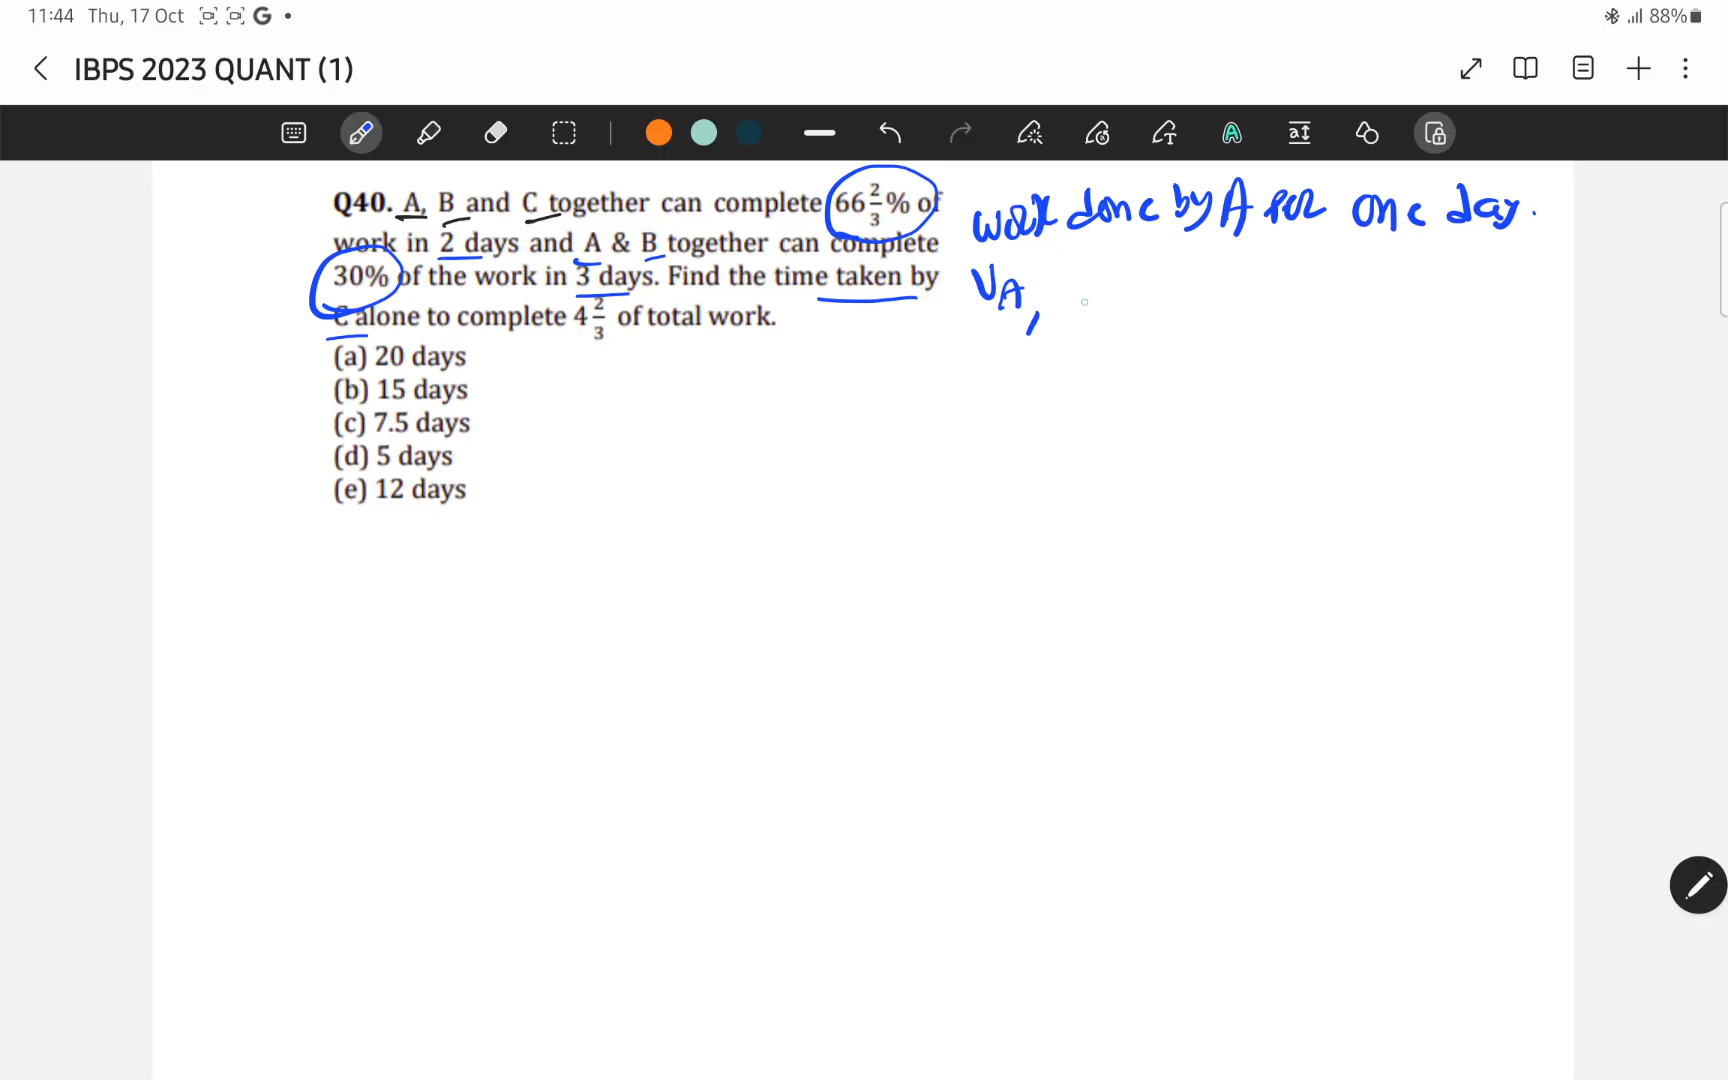 11:44 Thu, 17 Oct G • 88%
IBPS 2023 QUANT (1)
Q40. A, B and C together can complete 66 2/3 % of
work in 2 days and A & B together can complete
30% of the work in 3 days. Find the time taken by
C alone to complete 4 2/3 of total work.
(a) 20 days
(b) 15 days
(c) 7.5 days
(d) 5 days
(e) 12 days
work done by A per one day.
VA,